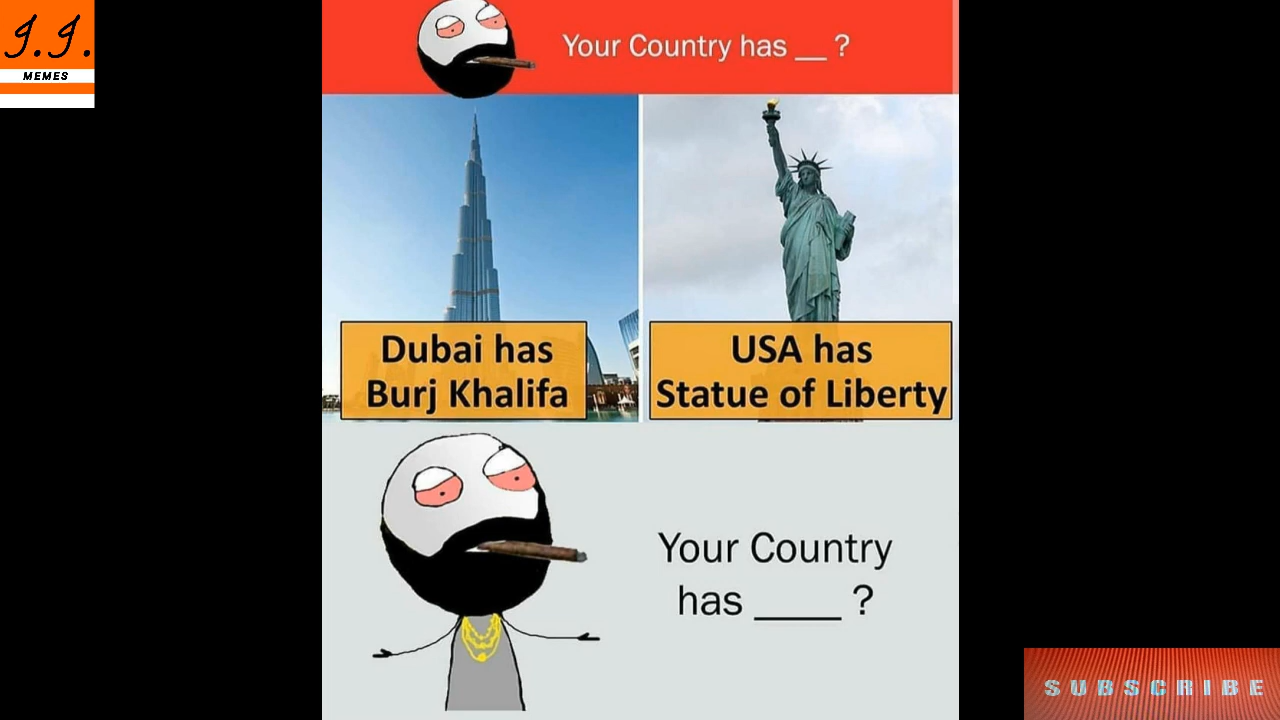 J.J.
MEMES
Your Country has __ ?
Dubai has
Burj Khalifa
USA has
Statue of Liberty
Your Country
has ____ ?
SUBSCRIBE